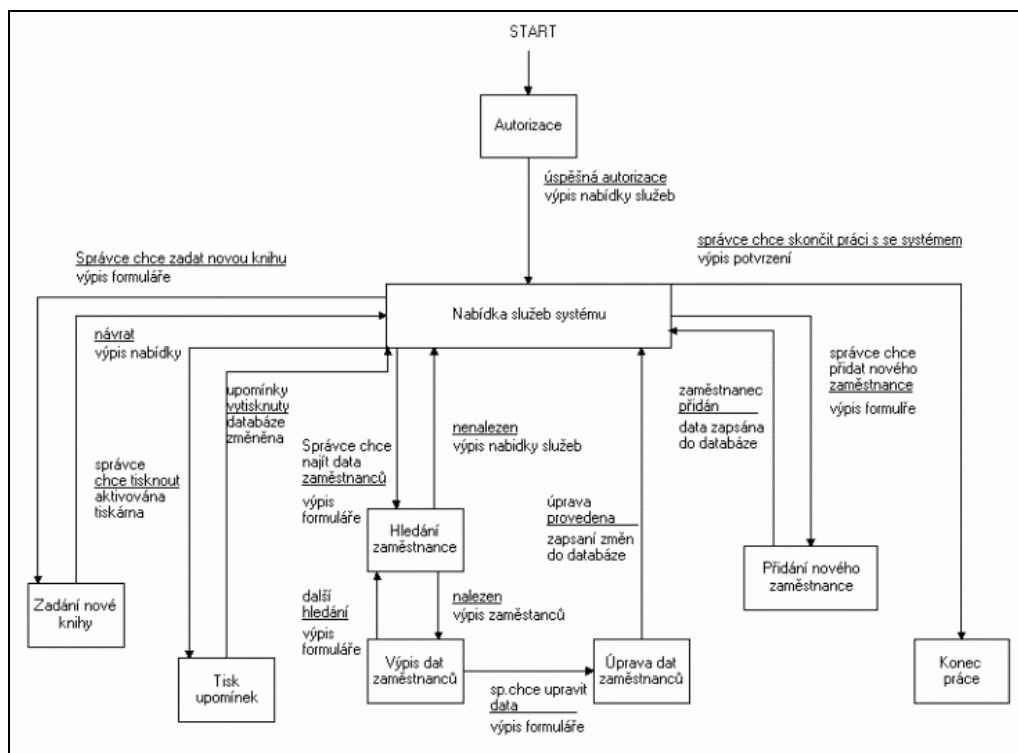 START
Autorizace
úspěšná autorizace
výpis nabídky služeb
Správce chce zadat novou knihu
výpis formuláře
správce chce skončit práci s se systémem
výpis potvrzení
Nabídka služeb systému
návrat
výpis nabídky
upomínky
vytisknuty
databáze
změněna
správce
chce tisknout
aktivována
tiskárna
Správce chce
najít data
zaměstnanců
výpis
formuláře
nenalezen
výpis nabidky služeb
zaměstnanec
přidán
data zapsána
do databáze
správce chce
přidat nového
zaměstnance
výpis formulře
úprava
provedena
zapsaní změn
do databáze
Hledání
zaměstnance
Přidání nového
zaměstnance
Zadání nové
knihy
další
hledání
výpis
formuláře
nalezen
výpis zaměstanců
Tisk
upomínek
Výpis dat
zaměstnanců
sp.chce upravit
data
výpis formuláře
Úprava dat
zaměstnanců
Konec
práce